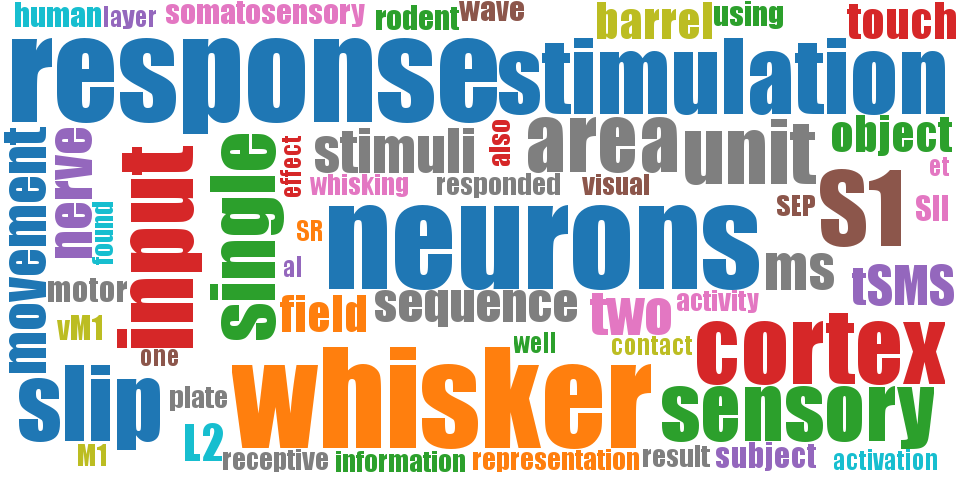 human
layer
somatosensory
rodent
wave
barrel
using
touch
response
stimulation
movement
nerve
found
input
single
effect
stimuli
also
area
unit
object
et
whisking
responded
visual
SEP
S1
SII
SR
al
neurons
ms
tSMS
motor
vM1
one
field
sequence
two
activity
well
contact
cortex
slip
plate
whisker
sensory
M1
L2
receptive
information
representation
result
subject
activation